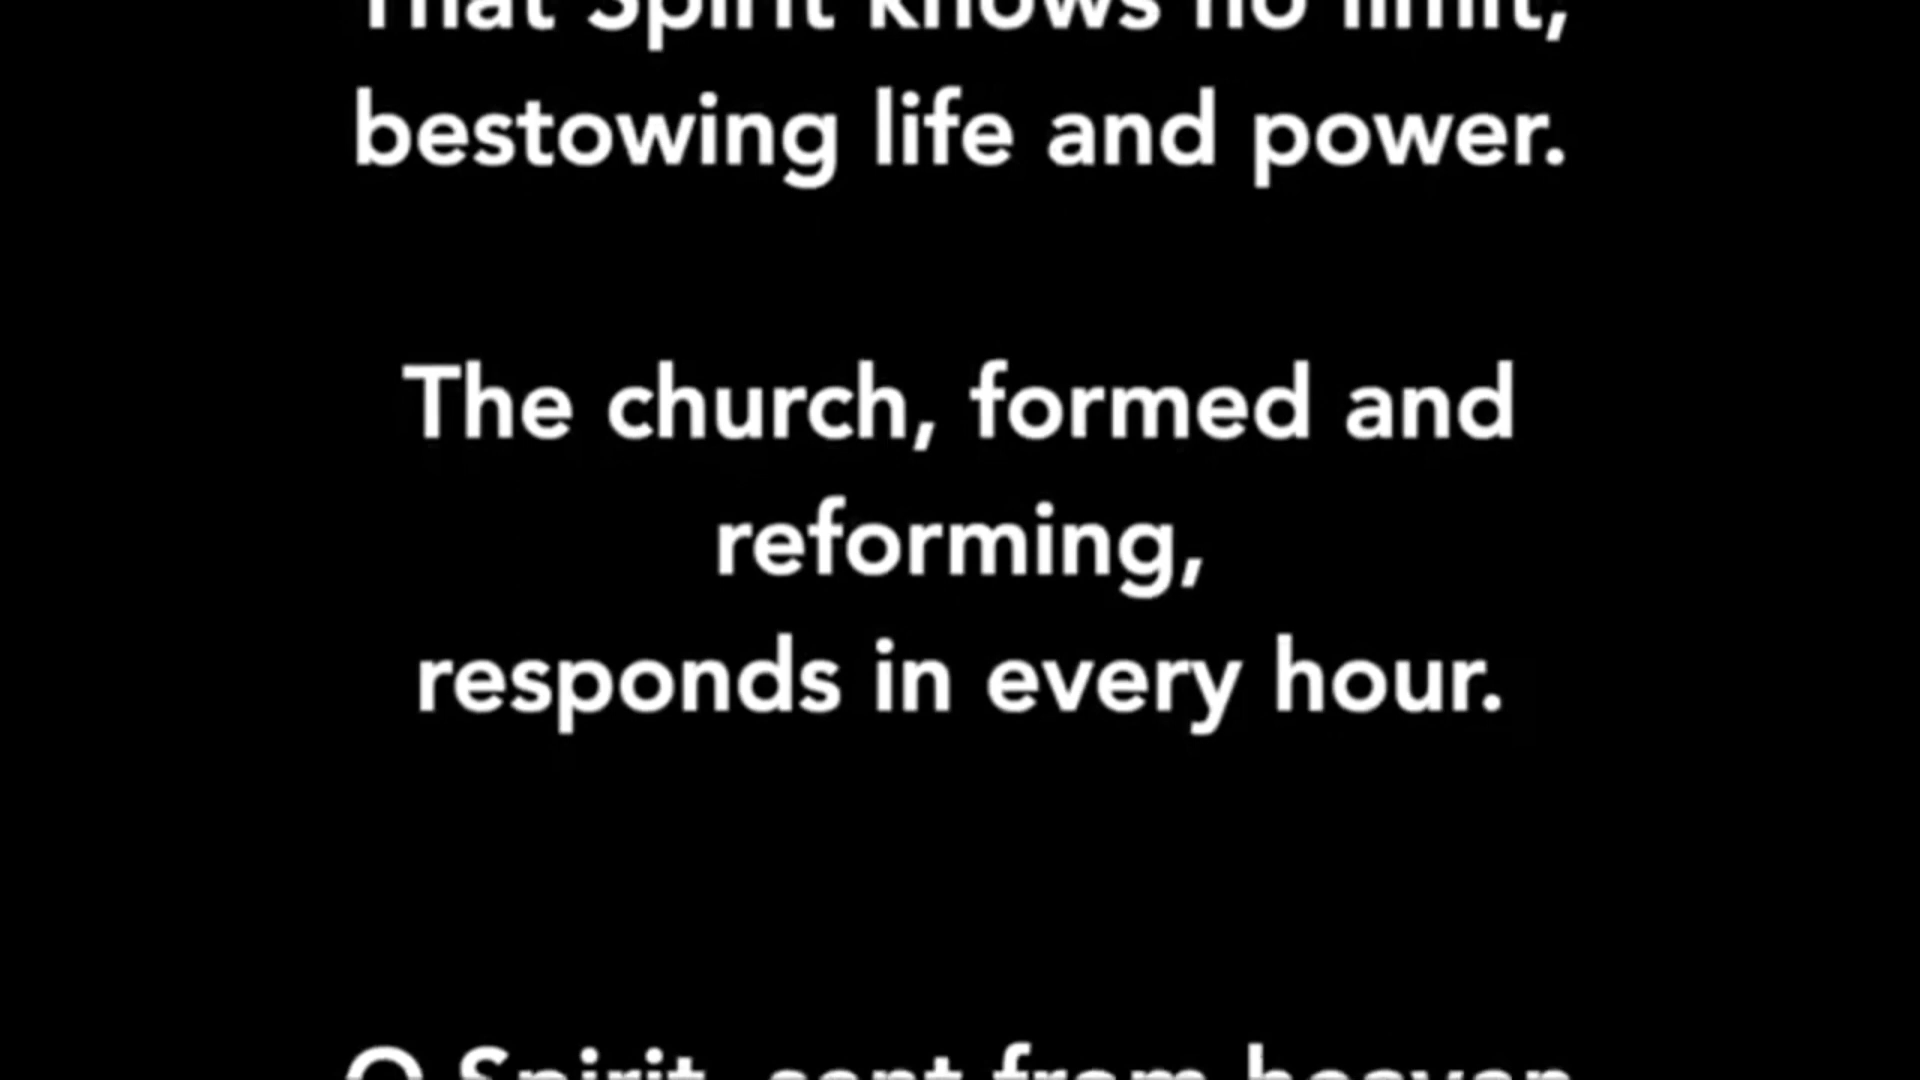 That Spirit knows no limit,
bestowing life and power.
The church, formed and
reforming,
responds in every hour.
O Spirit, sent from heaven